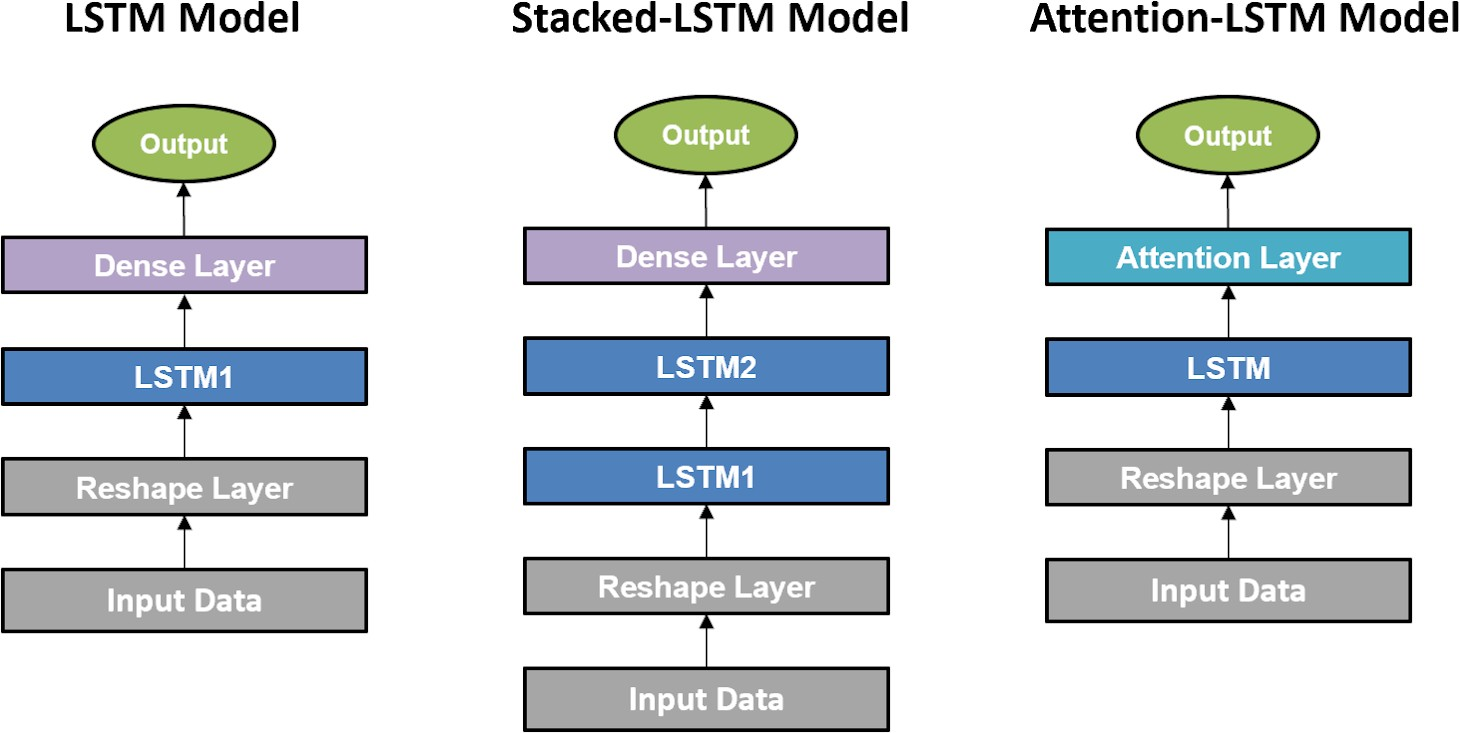 LSTM Model
Output
Dense Layer
LSTM1
Reshape Layer
Input Data
Stacked-LSTM Model
Output
Dense Layer
LSTM2
LSTM1
Reshape Layer
Input Data
Attention-LSTM Model
Output
Attention Layer
LSTM
Reshape Layer
Input Data